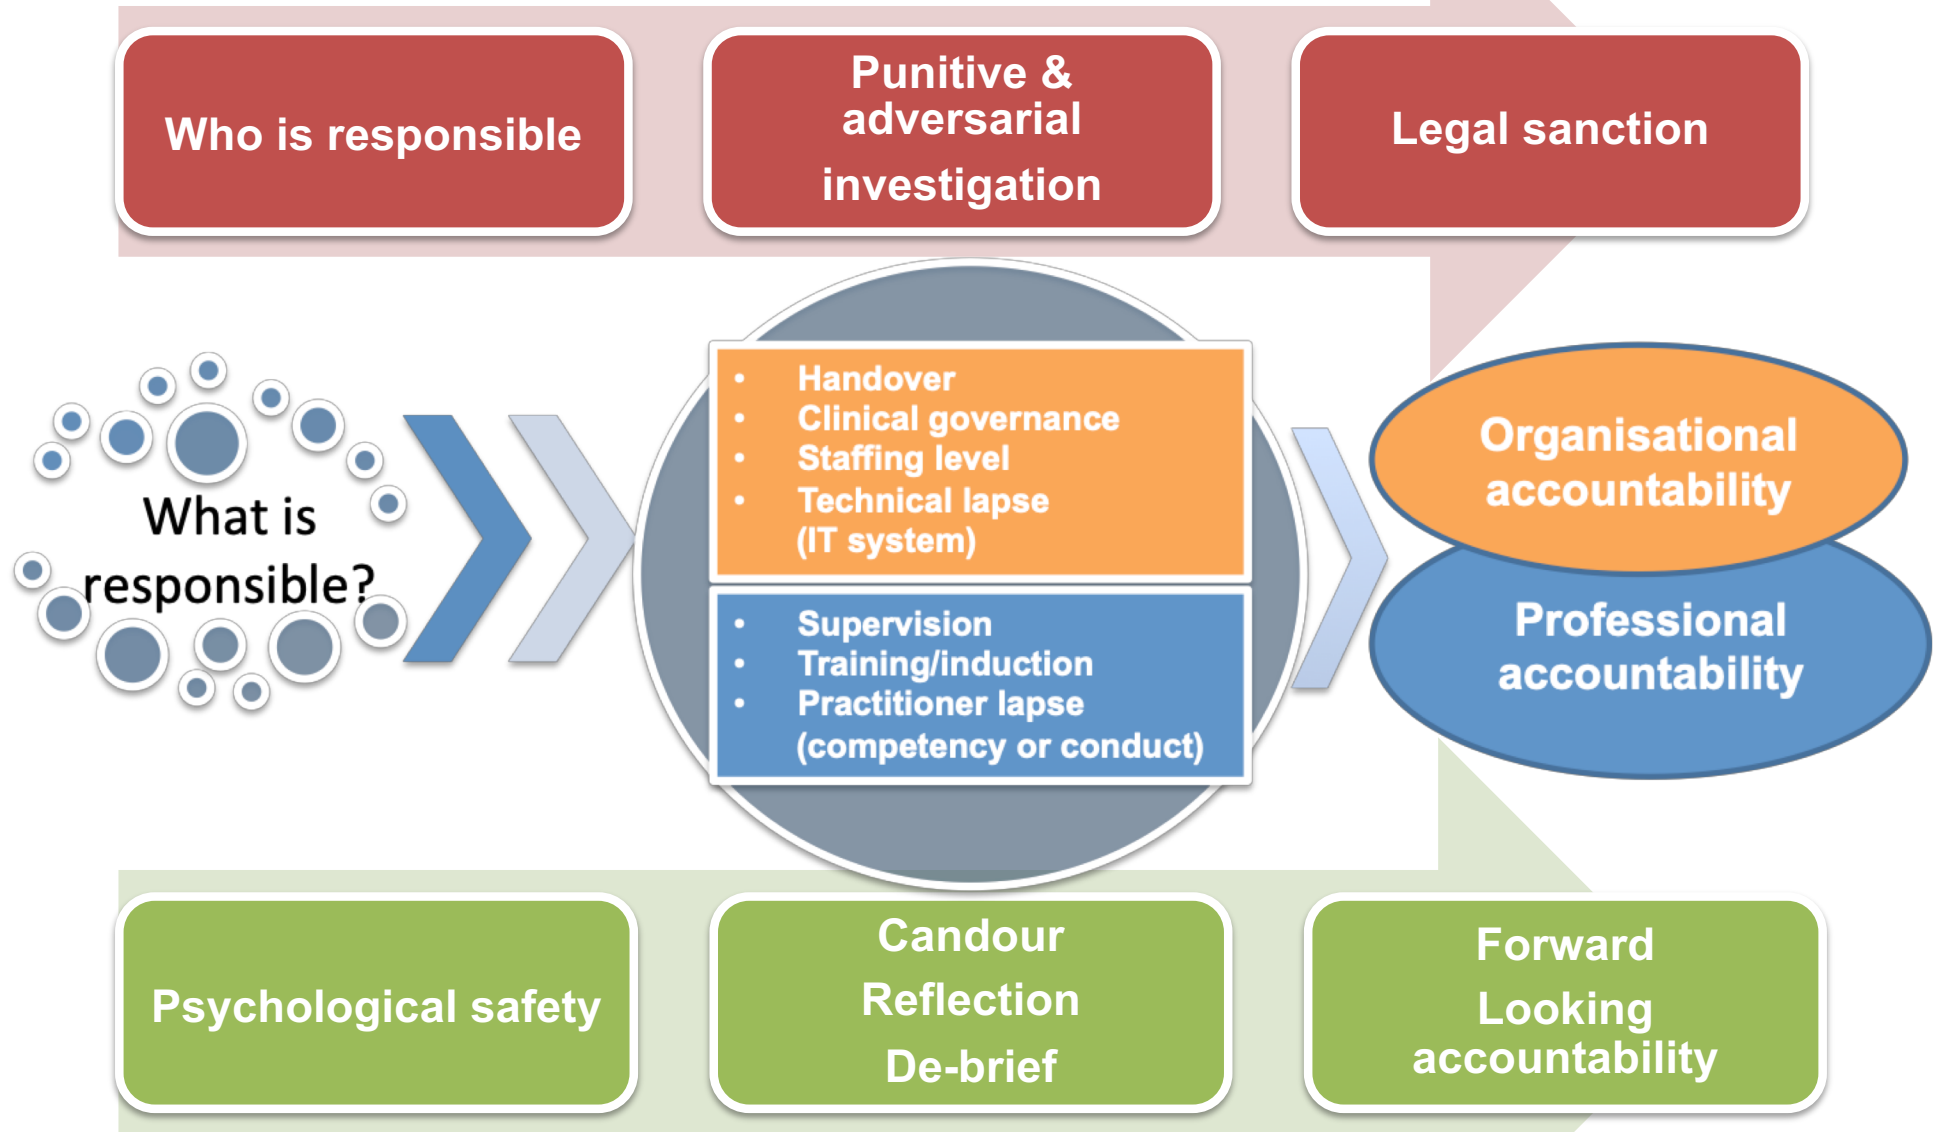 Who is responsible
Punitive &
adversarial
investigation
Legal sanction
What is
responsible?
• Handover
• Clinical governance
• Staffing level
• Technical lapse
(IT system)
• Supervision
• Training/induction
• Practitioner lapse
(competency or conduct)
Organisational
accountability
Professional
accountability
Psychological safety
Candour
Reflection
De-brief
Forward
Looking
accountability